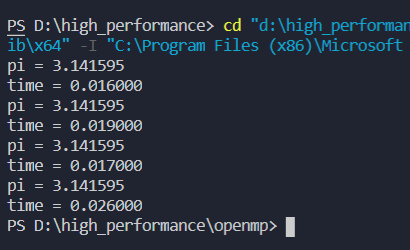 PS D:\high_performance> cd "d:\high_performan
ib\x64" -I "C:\Program Files (x86)\Microsoft
pi = 3.141595
time = 0.016000
pi = 3.141595
time = 0.019000
pi = 3.141595
time = 0.017000
pi = 3.141595
time = 0.026000
PS D:\high_performance\openmp>